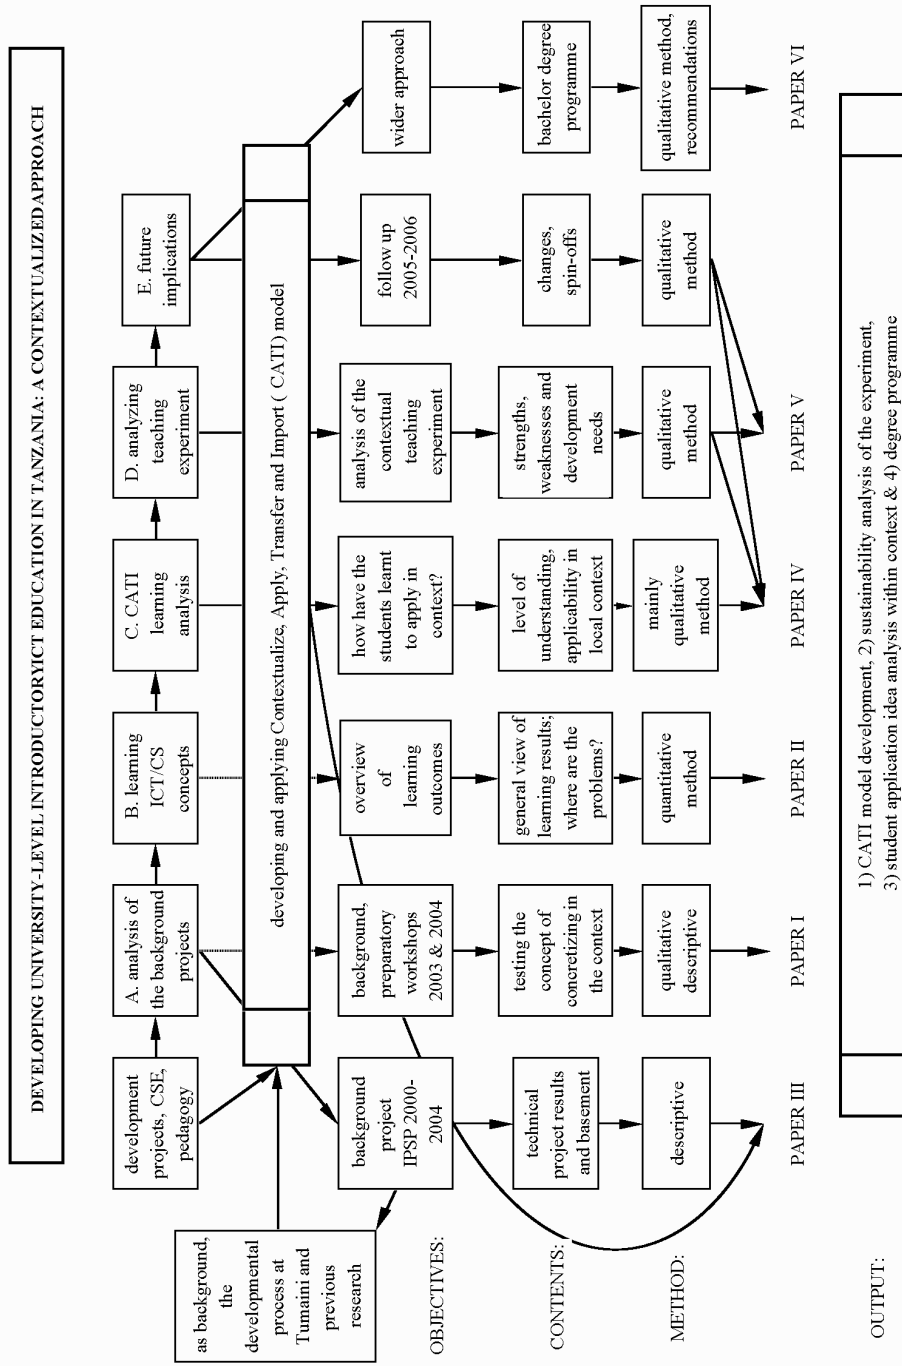 DEVELOPING UNIVERSITY-LEVEL INTRODUCTORYICT EDUCATION IN TANZANIA: A CONTEXTUALIZED APPROACH
development
projects, CSE,
pedagogy
A. analysis of
the background
projects
B. learning
ICT/CS
concepts
C. CATI
learning
analysis
D. analyzing
teaching
experiment
E. future
implications
as background,
the
developmental
process at
Tumaini and
previous
research
developing and applying Contextualize, Apply, Transfer and Import ( CATI) model
OBJECTIVES:
background
project
IPSP 2000-
2004
background,
preparatory
workshops
2003 & 2004
overview
of
learning
outcomes
how have the
students learnt
to apply in
context?
analysis of the
contextual
teaching
experiment
follow up
2005-2006
wider approach
CONTENTS:
technical
project results
and basement
testing the
concept of
concretizing in
the context
general view of
learning results;
where are the
problems?
level of
understanding,
applicability in
local context
strengths,
weaknesses and
development
needs
changes,
spin-offs
bachelor degree
programme
METHOD:
descriptive
qualitative
descriptive
quantitative
method
mainly
qualitative
method
qualitative
method
qualitative
method
qualitative method,
recommendations
PAPER III
PAPER I
PAPER II
PAPER IV
PAPER V
PAPER VI
OUTPUT:
1) CATI model development, 2) sustainability analysis of the experiment,
3) student application idea analysis within context & 4) degree programme